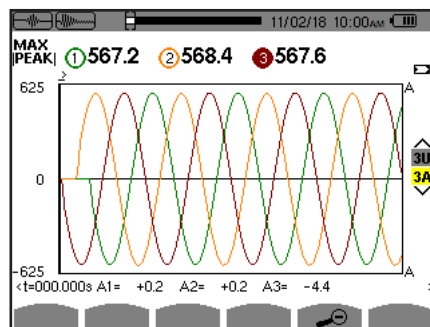 11/02/18 10:00AM
MAX
|PEAK| 1 567.2 2 568.4 3 567.6
625 A
3U
0
3A
-625 A
<t=000.000s A1= +0.2 A2= +0.2 A3= -4.4 >